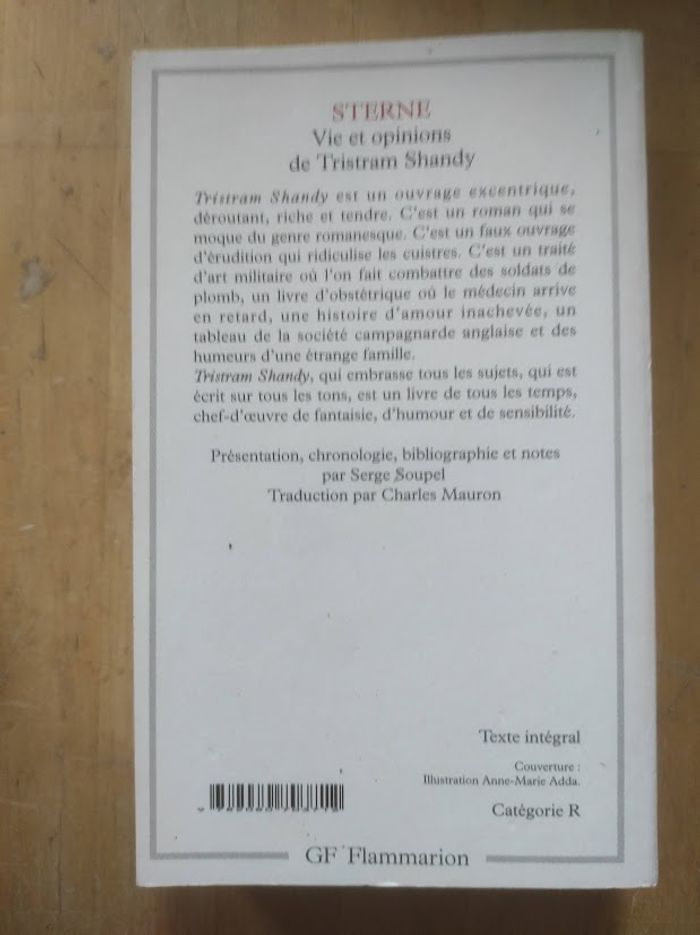 STERNE
Vie et opinions
de Tristram Shandy
Tristram Shandy est un ouvrage excentrique,
déroutant, riche et tendre. C'est un roman qui se
moque du genre romanesque. C'est un faux ouvrage
d'érudition qui ridiculise les cuistres. C'est un traité
d'art militaire où l'on fait combattre des soldats de
plomb, un livre d'obstétrique où le médecin arrive
en retard, une histoire d'amour inachevée, un
tableau de la société campagnarde anglaise et des
humeurs d'une étrange famille.
Tristram Shandy, qui embrasse tous les sujets, qui est
écrit sur tous les tons, est un livre de tous les temps,
chef-d'œuvre de fantaisie, d'humour et de sensibilité.
Présentation, chronologie, bibliographie et notes
par Serge Soupel
Traduction par Charles Mauron
Texte intégral
Couverture :
Illustration Anne-Marie Adda.
Catégorie R
GF Flammarion